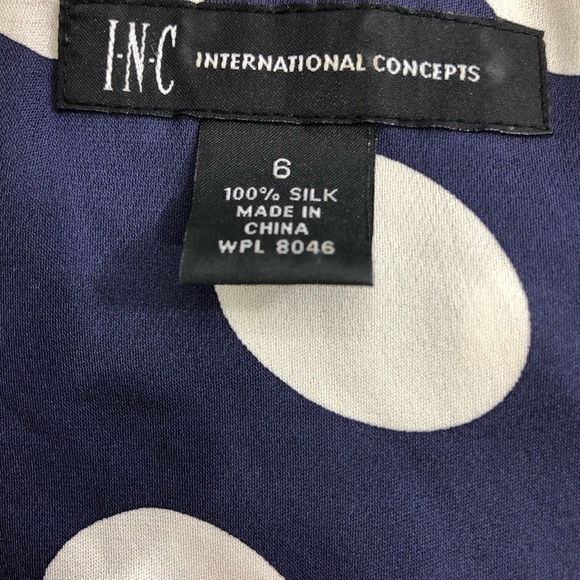 I·N·C INTERNATIONAL CONCEPTS
6
100% SILK
MADE IN
CHINA
WPL 8046